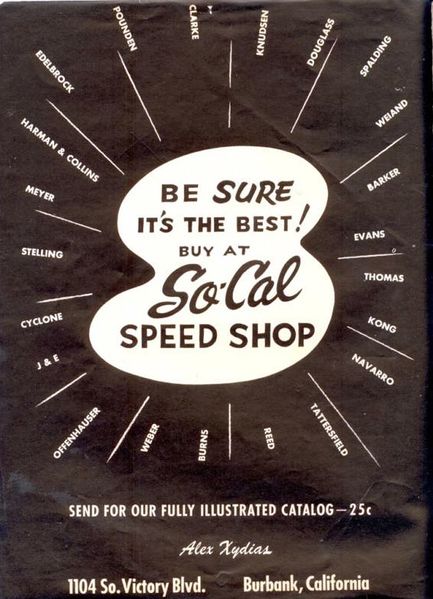 POUNDEN
CLARKE
KNUDSEN
DOUGLASS
SPALDING
WEIAND
BARKER
EVANS
THOMAS
KONG
NAVARRO
TATTERSFIELD
REED
BURNS
WEBER
OFFENHAUSER
J & E
CYCLONE
STELLING
MEYER
HARMAN & COLLINS
EDELBROCK
BE SURE
IT'S THE BEST!
BUY AT
So-Cal
SPEED SHOP
SEND FOR OUR FULLY ILLUSTRATED CATALOG—25c
Alex Xydias
1104 So. Victory Blvd. Burbank, California